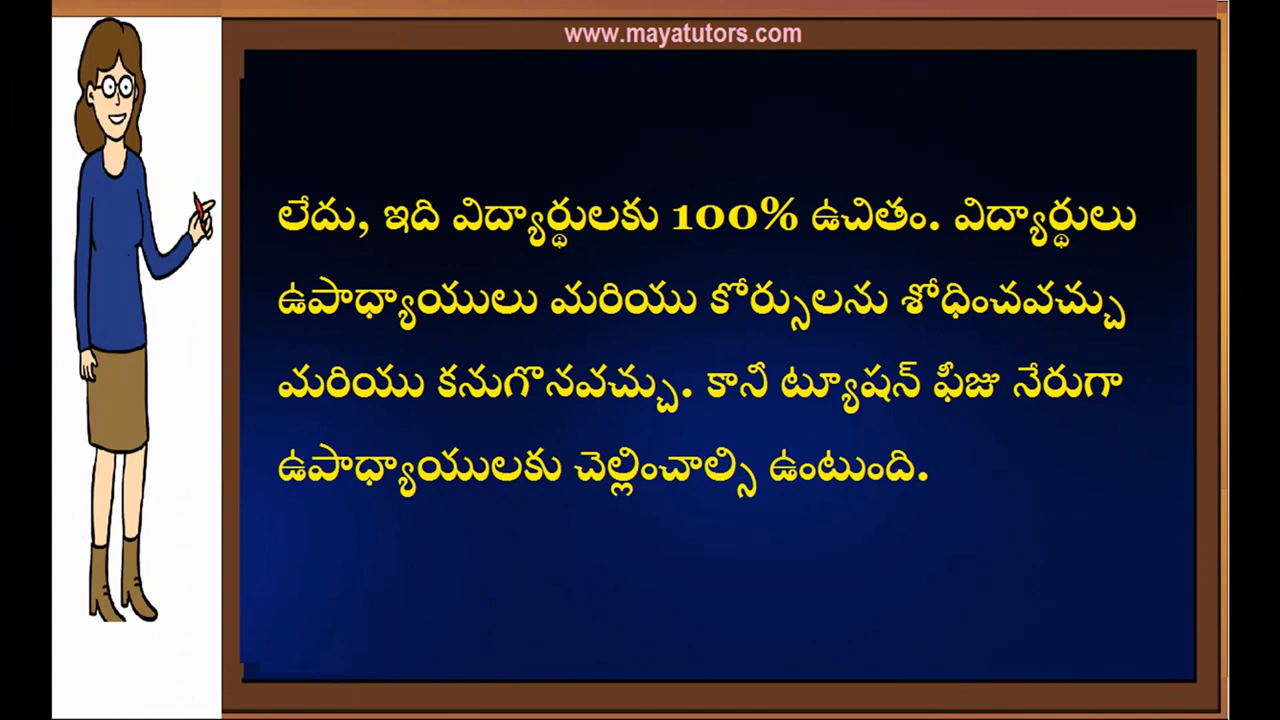 www.mayatutors.com
లేదు, ఇది విద్యార్థులకు 100% ఉచితం. విద్యార్థులు
ఉపాధ్యాయులు మరియు కోర్సులను శోధించవచ్చు
మరియు కనుగొనవచ్చు. కానీ ట్యూషన్ ఫీజు నేరుగా
ఉపాధ్యాయులకు చెల్లించాల్సి ఉంటుంది.